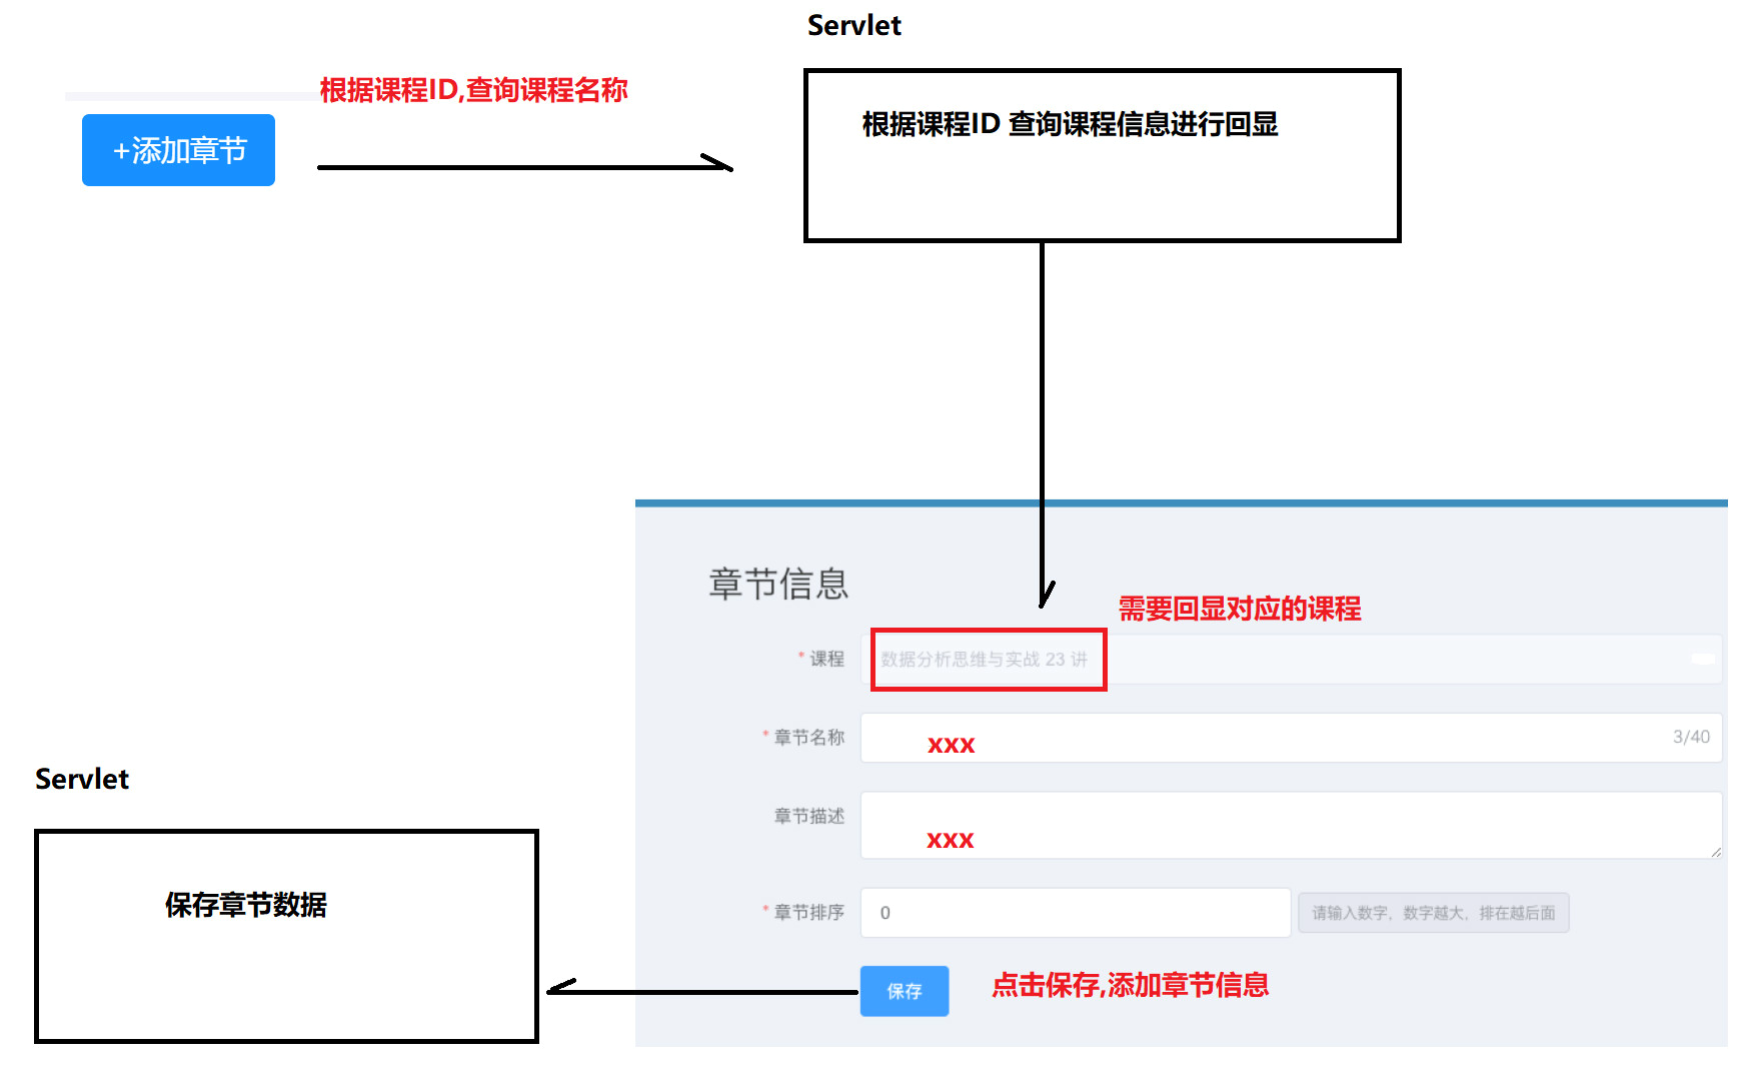 Servlet
根据课程ID,查询课程名称
+添加章节
根据课程ID 查询课程信息进行回显
章节信息
需要回显对应的课程
* 课程
数据分析思维与实战 23 讲
* 章节名称
xxx
3/40
Servlet
章节描述
xxx
保存章节数据
* 章节排序
0
请输入数字，数字越大，排在越后面
保存
点击保存,添加章节信息